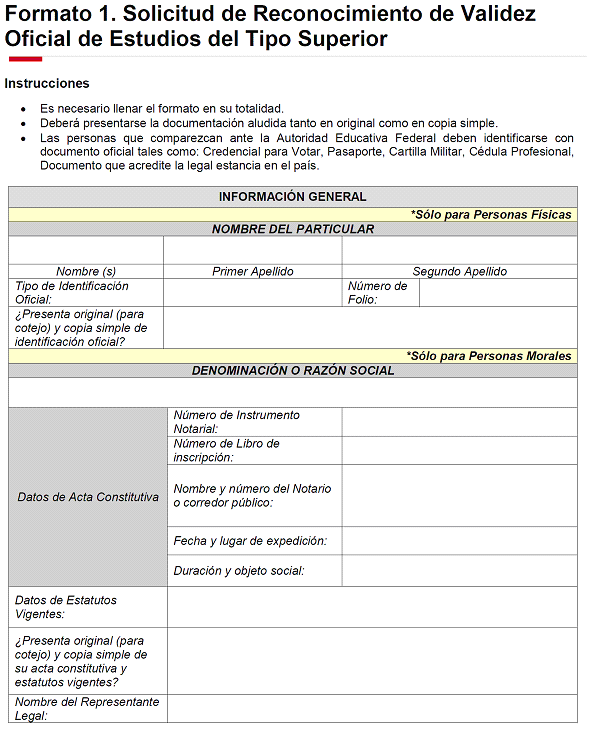 Formato 1. Solicitud de Reconocimiento de Validez
Oficial de Estudios del Tipo Superior
Instrucciones
• Es necesario llenar el formato en su totalidad.
• Deberá presentarse la documentación aludida tanto en original como en copia simple.
• Las personas que comparezcan ante la Autoridad Educativa Federal deben identificarse con
documento oficial tales como: Credencial para Votar, Pasaporte, Cartilla Militar, Cédula Profesional,
Documento que acredite la legal estancia en el país.
INFORMACIÓN GENERAL
*Sólo para Personas Físicas
NOMBRE DEL PARTICULAR
Nombre (s) Primer Apellido Segundo Apellido
Tipo de Identificación
Oficial:
Número de
Folio:
¿Presenta original (para
cotejo) y copia simple de
identificación oficial?
*Sólo para Personas Morales
DENOMINACIÓN O RAZÓN SOCIAL
Datos de Acta Constitutiva
Número de Instrumento
Notarial:
Número de Libro de
inscripción:
Nombre y número del Notario
o corredor público:
Fecha y lugar de expedición:
Duración y objeto social:
Datos de Estatutos
Vigentes:
¿Presenta original (para
cotejo) y copia simple de
su acta constitutiva y
estatutos vigentes?
Nombre del Representante
Legal: